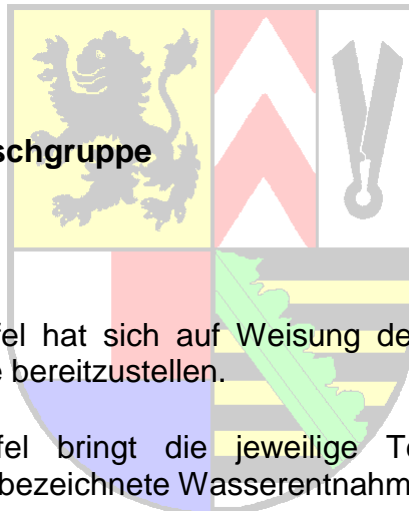 schgruppe
fel hat sich auf Weisung de
e bereitzustellen.
fel bringt die jeweilige Te
bezeichnete Wasserentnahm